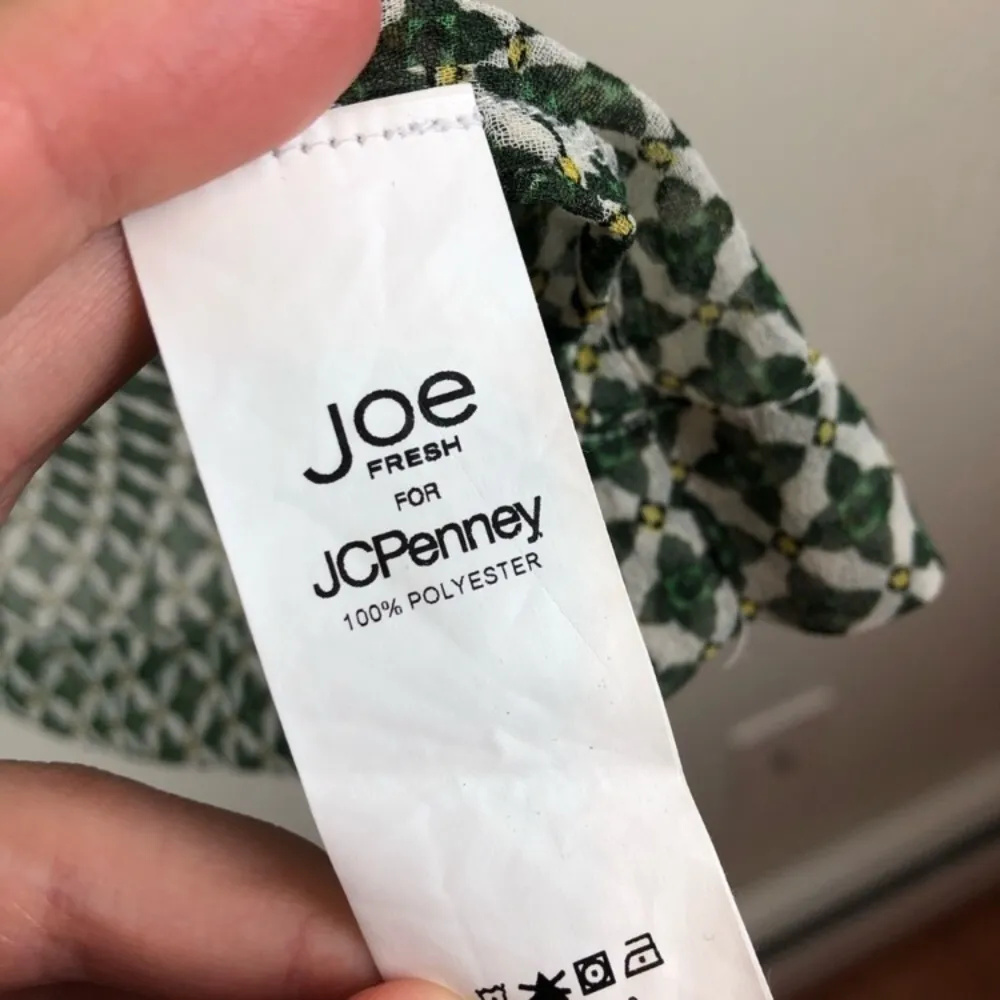 Joe
FRESH
FOR
JCPenney
100% POLYESTER